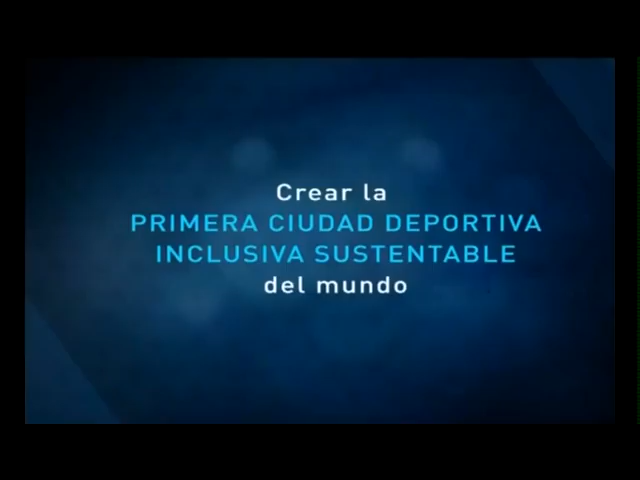 Crear la
PRIMERA CIUDAD DEPORTIVA
INCLUSIVA SUSTENTABLE
del mundo